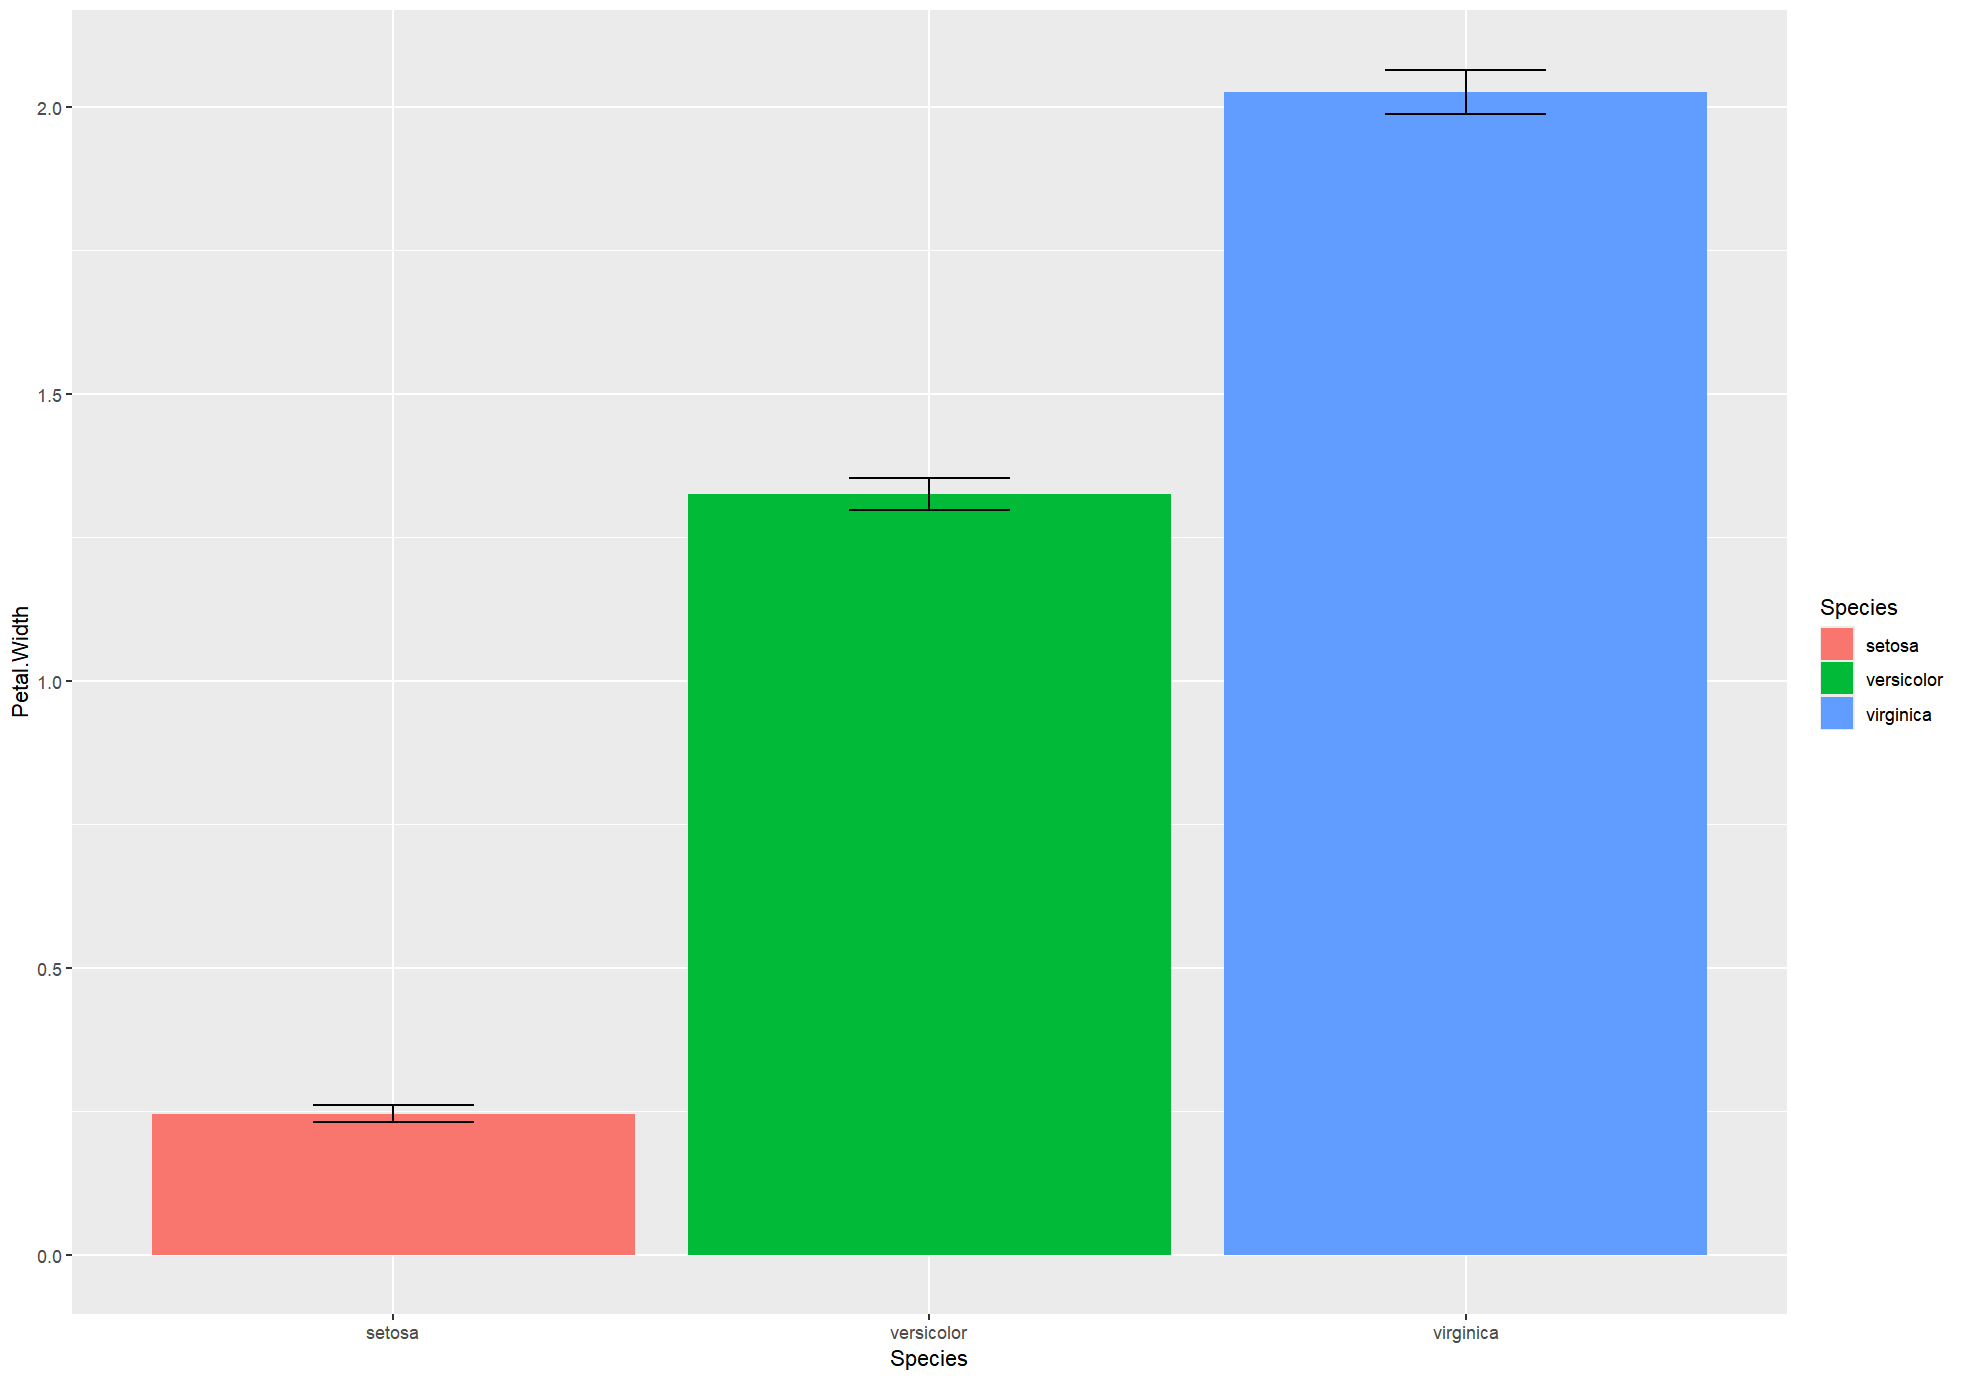 Petal.Width
2.0
1.5
1.0
0.5
0.0
setosa
versicolor
virginica
Species
Species
setosa
versicolor
virginica